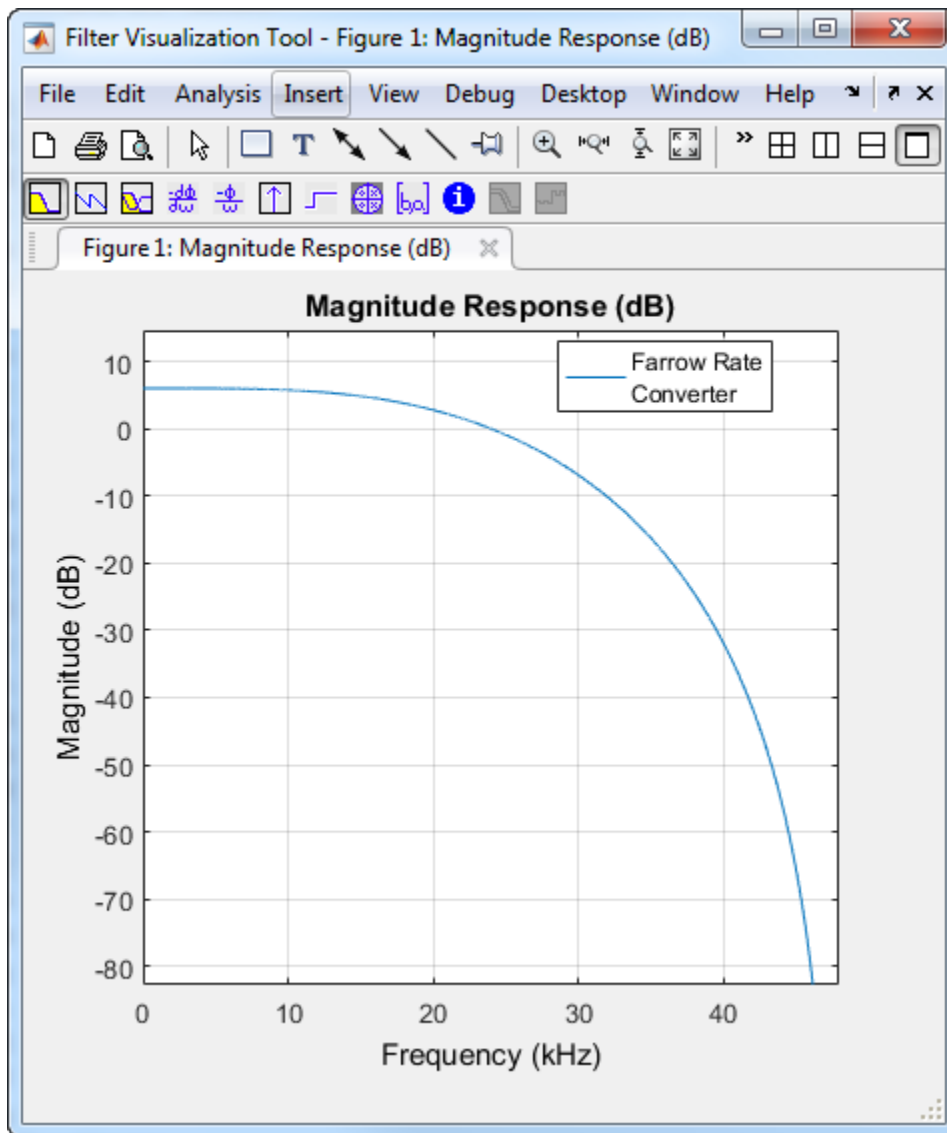 Filter Visualization Tool - Figure 1: Magnitude Response (dB)
File Edit Analysis Insert View Debug Desktop Window Help
Figure 1: Magnitude Response (dB)
Magnitude Response (dB)
10
0
-10
-20
-30
-40
-50
-60
-70
-80
Magnitude (dB)
Farrow Rate
Converter
0 10 20 30 40
Frequency (kHz)